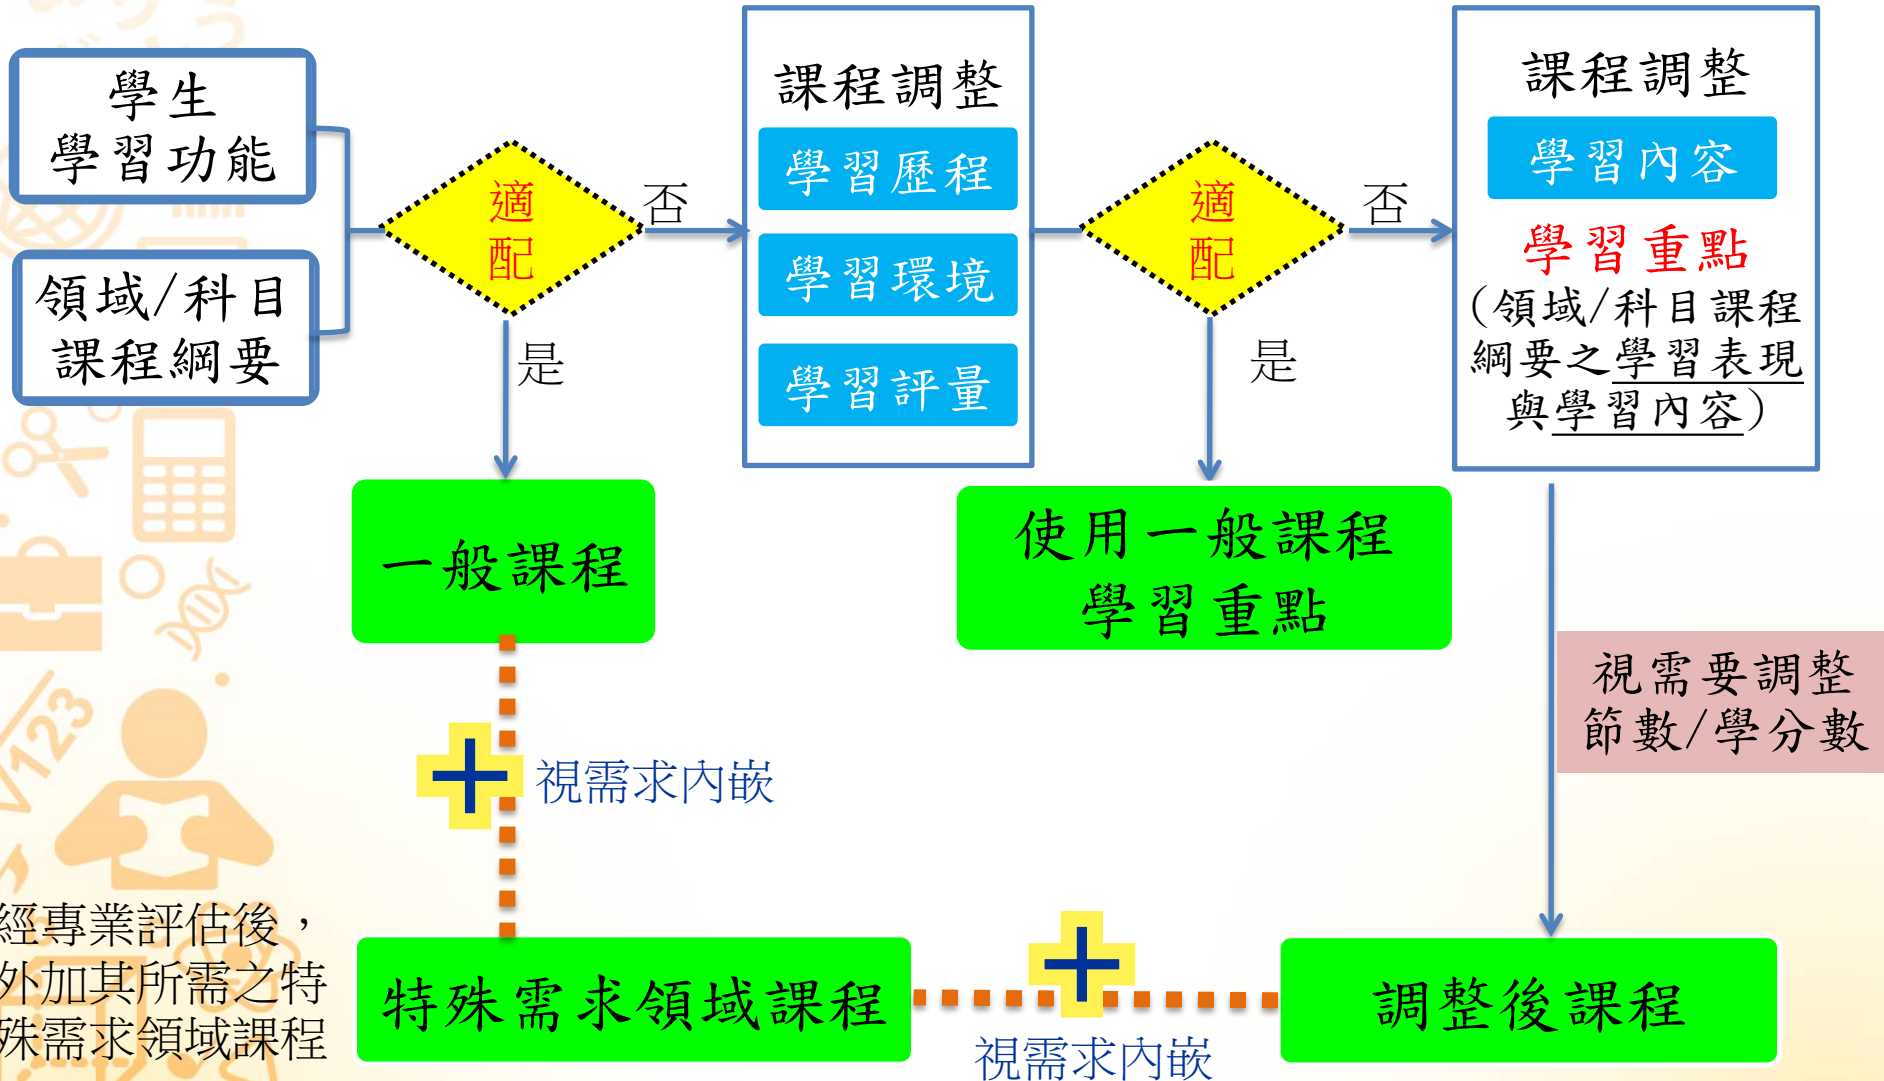 學生
學習功能
領域/科目
課程綱要
適
配
否
是
課程調整
學習歷程
學習環境
學習評量
適
配
否
是
課程調整
學習內容
學習重點
(領域/科目課程
綱要之學習表現
與學習內容)
一般課程
使用一般課程
學習重點
視需要調整
節數/學分數
視需求內嵌
經專業評估後，
外加其所需之特
殊需求領域課程
特殊需求領域課程
視需求內嵌
調整後課程
√123